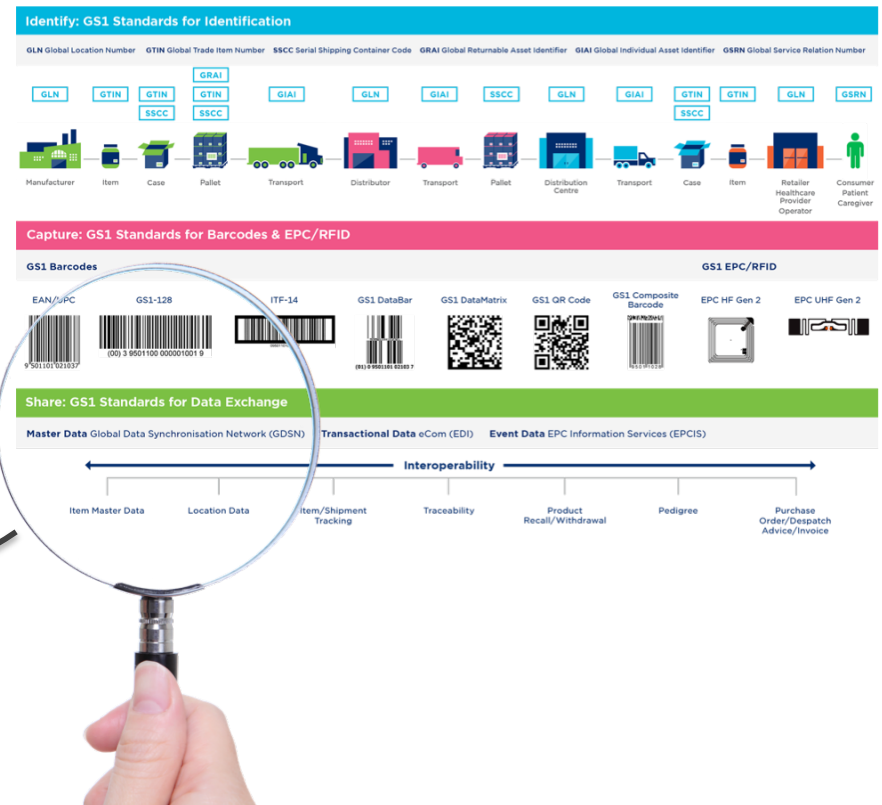 Identify: GS1 Standards for Identification
GLN Global Location Number GTIN Global Trade Item Number SSCC Serial Shipping Container Code GRAI Global Returnable Asset Identifier GIAI Global Individual Asset Identifier GSRN Global Service Relation Number
GRAI
GLN GTIN GTIN GTIN GIAI GLN GIAI SSCC GLN GIAI GTIN GTIN GLN GSRN
SSCC SSCC SSCC
Manufacturer Item Case Pallet Transport Distributor Transport Pallet Distribution Centre Transport Case Item Retailer Healthcare Provider Operator Consumer Patient Caregiver
Capture: GS1 Standards for Barcodes & EPC/RFID
GS1 Barcodes GS1 EPC/RFID
EAN/UPC GS1-128 ITF-14 GS1 DataBar GS1 DataMatrix GS1 QR Code GS1 Composite Barcode EPC HF Gen 2 EPC UHF Gen 2
(00) 3 9501100 000001001 9
9 501101 021037
(01) 0 9501101 02103 7
Share: GS1 Standards for Data Exchange
Master Data Global Data Synchronisation Network (GDSN) Transactional Data eCom (EDI) Event Data EPC Information Services (EPCIS)
Interoperability
Item Master Data Location Data Item/Shipment Tracking Traceability Product Recall/Withdrawal Pedigree Purchase Order/Despatch Advice/Invoice